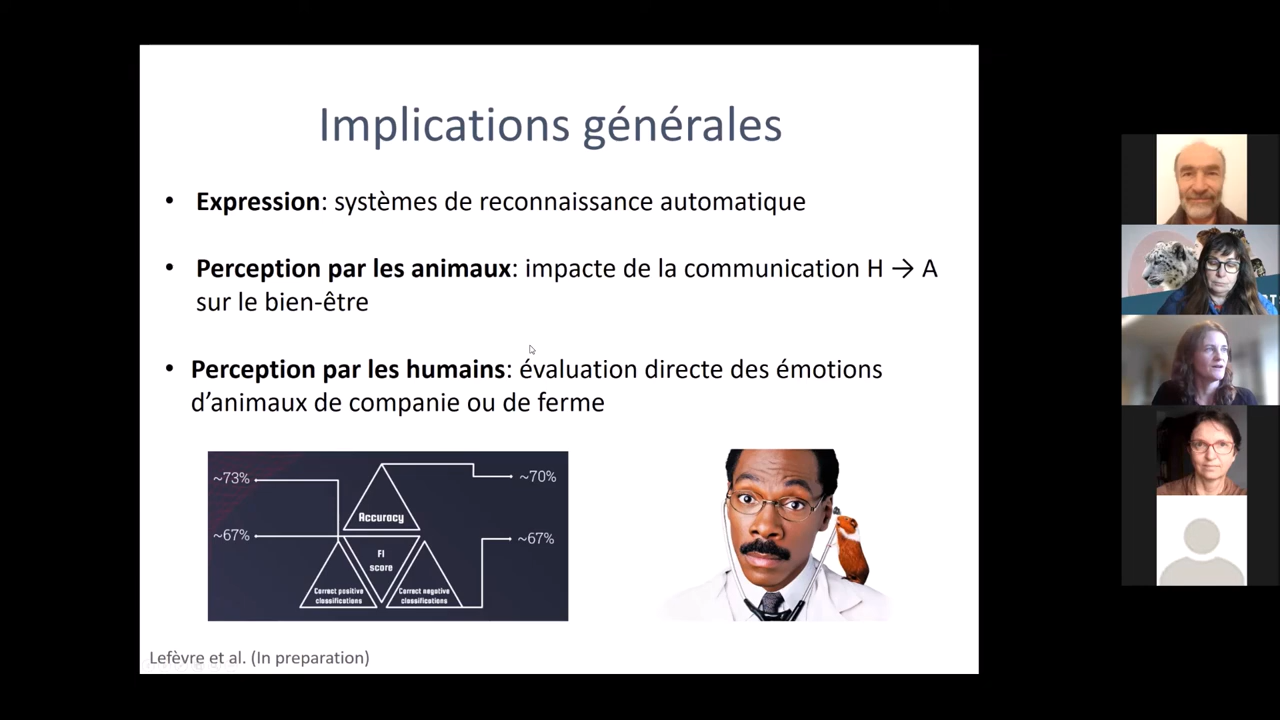 Implications générales
• Expression: systèmes de reconnaissance automatique
• Perception par les animaux: impacte de la communication H → A
sur le bien-être
• Perception par les humains: évaluation directe des émotions
d’animaux de companie ou de ferme
~73%
~70%
Accuracy
~67%
~67%
F1
score
Correct positive
classifications
Correct negative
classifications
Lefèvre et al. (In preparation)